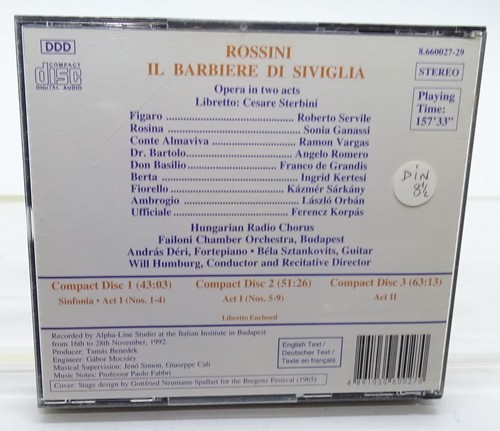 DDD
COMPACT
disc
DIGITAL AUDIO
ROSSINI
IL BARBIERE DI SIVIGLIA
8.660027-29
STEREO
Playing
Time:
157'33"
Opera in two acts
Libretto: Cesare Sterbini
Figaro Roberto Servile
Rosina Sonia Ganassi
Conte Almaviva Ramon Vargas
Dr. Bartolo Angelo Romero
Don Basilio Franco de Grandis
Berta Ingrid Kertesi
Fiorello Kázmér Sárkány
Ambrogio László Orbán
Ufficiale Ferencz Korpás
DIN
8½
Hungarian Radio Chorus
Failoni Chamber Orchestra, Budapest
András Déri, Fortepiano • Béla Sztankovits, Guitar
Will Humburg, Conductor and Recitative Director
Compact Disc 1 (43:03) Compact Disc 2 (51:26) Compact Disc 3 (63:13)
Sinfonia • Act I (Nos. 1-4) Act I (Nos. 5-9) Act II
Libretto Enclosed
Recorded by Alpha-Line Studio at the Italian Institute in Budapest
from 16th to 28th November, 1992.
Producer: Tamás Benedek
Engineer: Gábor Mocsáry
Musical Supervision: Jenö Simon, Giuseppe Cali
Music Notes: Professor Paolo Fabbri
Cover: Stage design by Gottfried Neumann-Spallart for the Bregenz Festival (1965)
English Text /
Deutscher Text /
Texte en français
4 891030 600270